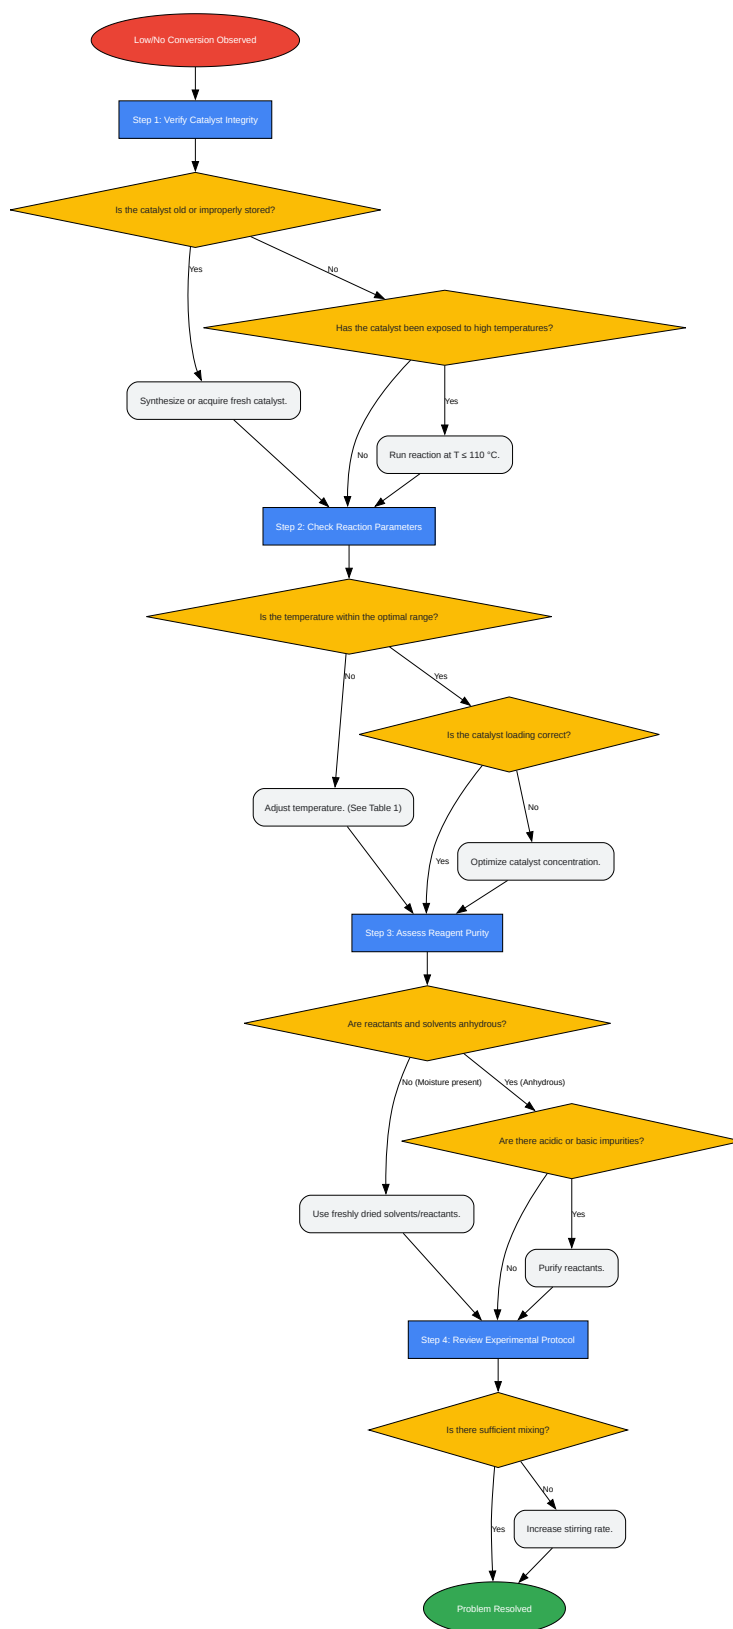 Low/No Conversion Observed
Step 1: Verify Catalyst Integrity
Is the catalyst old or improperly stored?
Yes
No
Has the catalyst been exposed to high temperatures?
Synthesize or acquire fresh catalyst.
Yes
No
Run reaction at T ≤ 110 °C.
Step 2: Check Reaction Parameters
Is the temperature within the optimal range?
No
Yes
Is the catalyst loading correct?
Adjust temperature. (See Table 1)
No
Yes
Optimize catalyst concentration.
Step 3: Assess Reagent Purity
Are reactants and solvents anhydrous?
No (Moisture present)
Yes (Anhydrous)
Are there acidic or basic impurities?
Use freshly dried solvents/reactants.
Yes
No
Purify reactants.
Step 4: Review Experimental Protocol
Is there sufficient mixing?
No
Yes
Increase stirring rate.
Problem Resolved